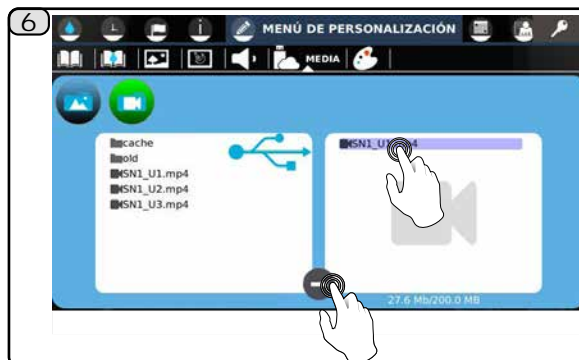 6
MENÚ DE PERSONALIZACIÓN
MEDIA
cache
old
SN1_U1.mp4
SN1_U2.mp4
SN1_U3.mp4
27.6 Mb/200.0 MB